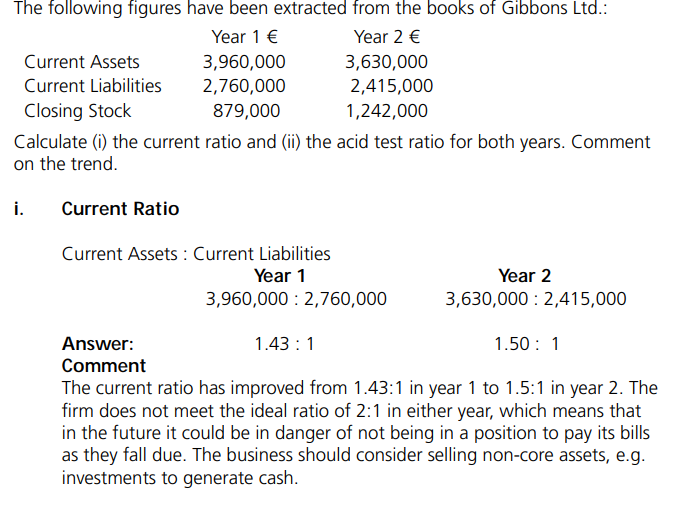 The following figures have been extracted from the books of Gibbons Ltd.:
Year 1 € Year 2 €
Current Assets 3,960,000 3,630,000
Current Liabilities 2,760,000 2,415,000
Closing Stock 879,000 1,242,000
Calculate (i) the current ratio and (ii) the acid test ratio for both years. Comment
on the trend.
i. Current Ratio
Current Assets : Current Liabilities
Year 1 Year 2
3,960,000 : 2,760,000 3,630,000 : 2,415,000
Answer: 1.43 : 1 1.50 : 1
Comment
The current ratio has improved from 1.43:1 in year 1 to 1.5:1 in year 2. The
firm does not meet the ideal ratio of 2:1 in either year, which means that
in the future it could be in danger of not being in a position to pay its bills
as they fall due. The business should consider selling non-core assets, e.g.
investments to generate cash.